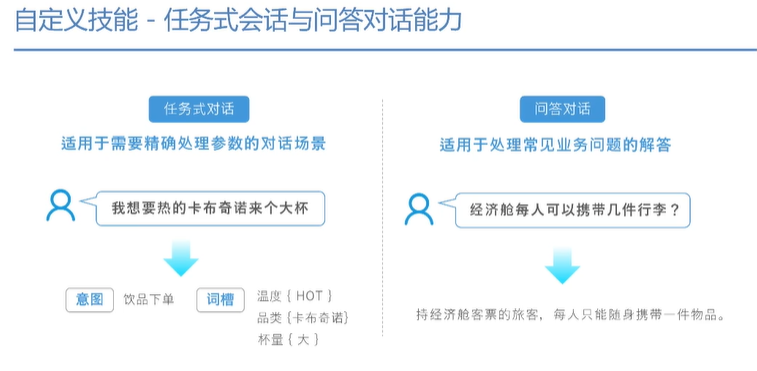 自定义技能 - 任务式会话与问答对话能力
任务式对话
适用于需要精确处理参数的对话场景
我想要热的卡布奇诺来个大杯
意图 饮品下单 词槽 温度 { HOT }
品类 {卡布奇诺}
杯量 { 大 }
问答对话
适用于处理常见业务问题的解答
经济舱每人可以携带几件行李？
持经济舱客票的旅客，每人只能随身携带一件物品。